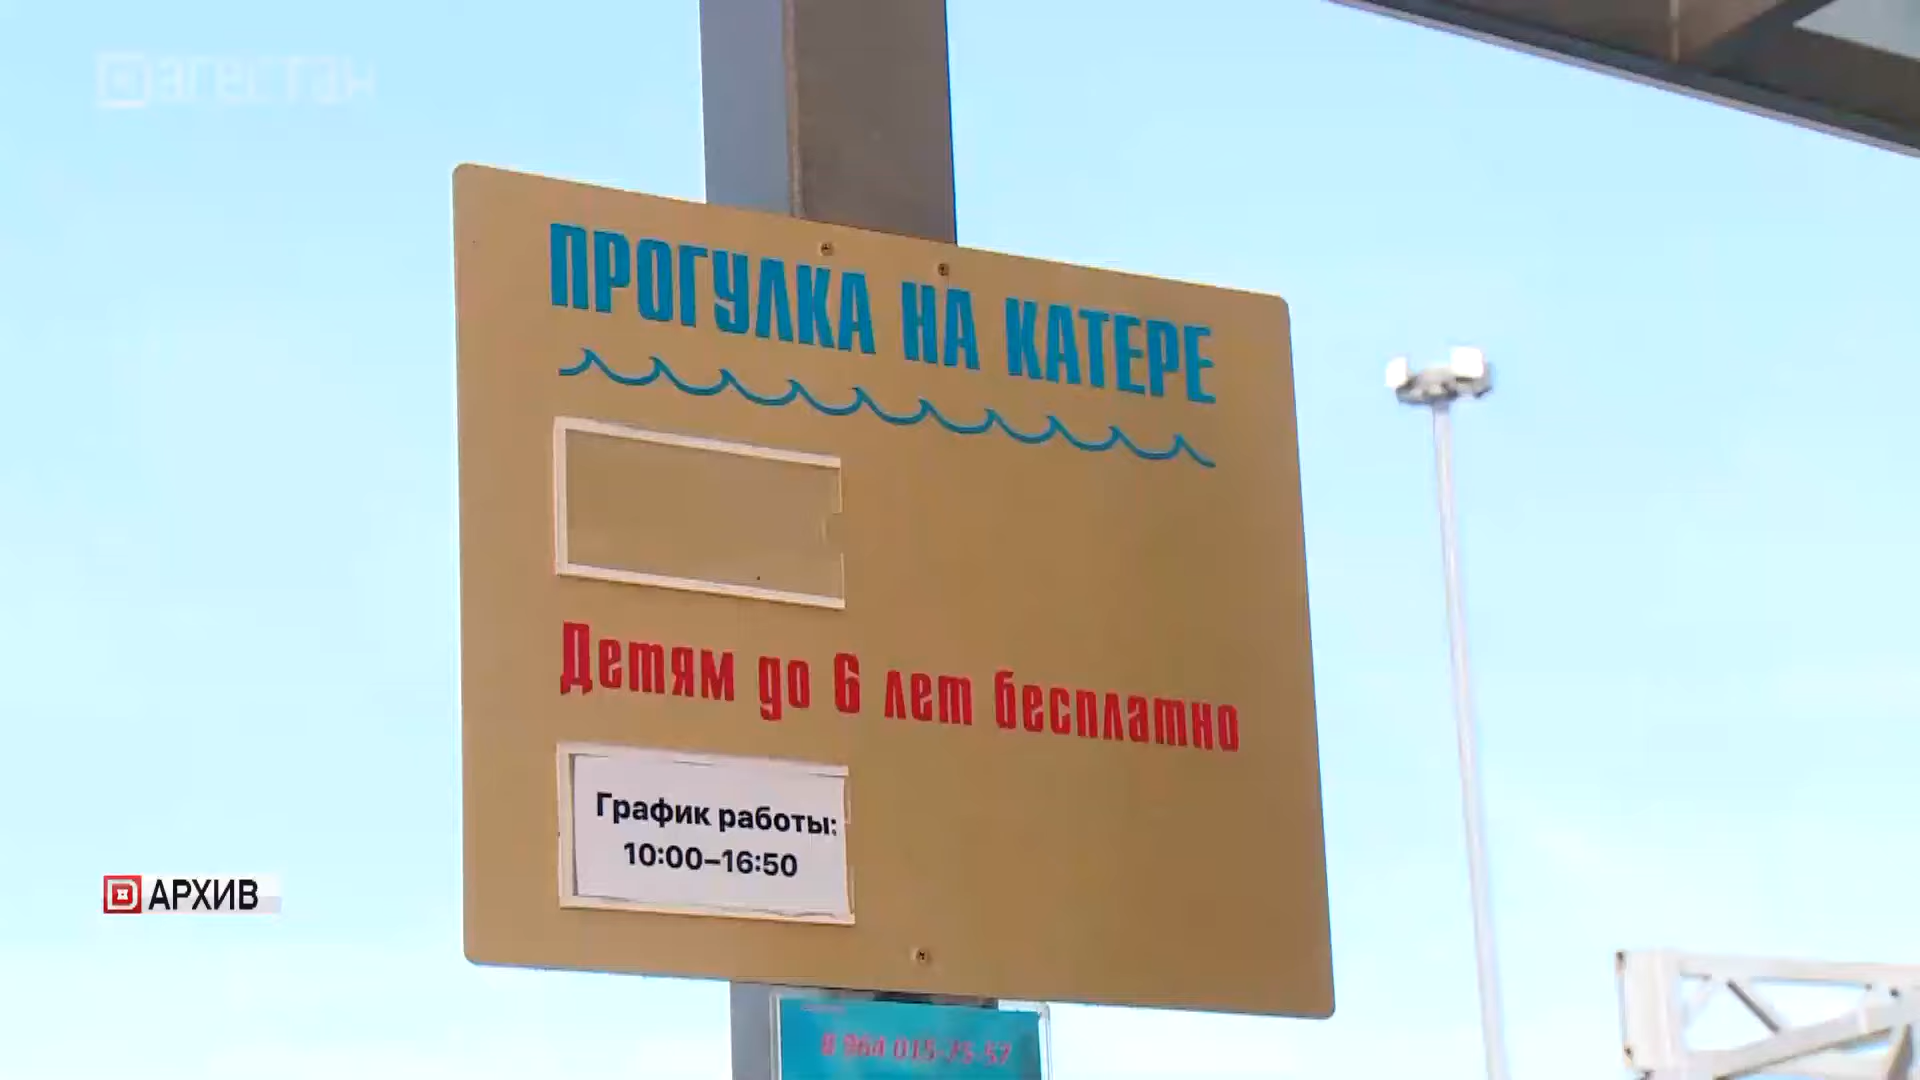 Дагестан
ПРОГУЛКА НА КАТЕРЕ
Детям до 6 лет бесплатно
График работы:
10:00–16:50
АРХИВ
8 964 015-75-57